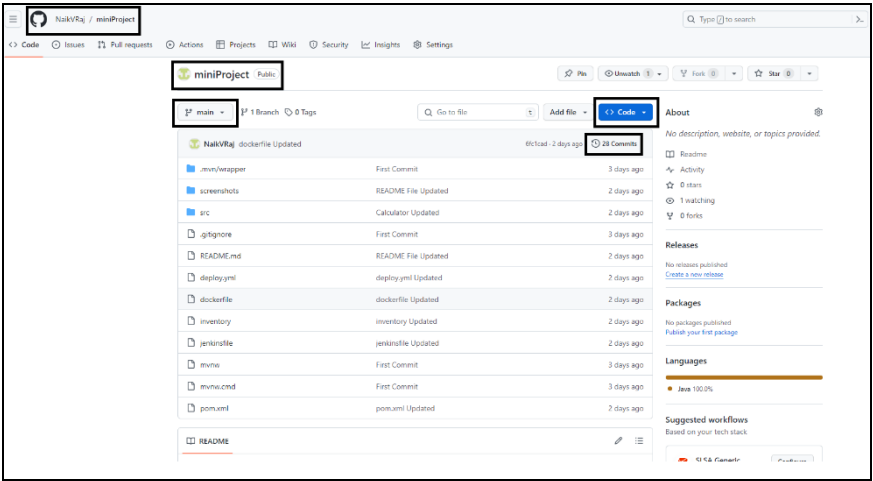 NaikVRaj / miniProject
Type / to search
<> Code Issues Pull requests Actions Projects Wiki Security Insights Settings
miniProject Public
Pin Unwatch 1 Fork 0 Star 0
main 1 Branch 0 Tags Go to file t Add file <> Code
About
No description, website, or topics provided.
NaikVRaj dockerfile Updated 6fc1cad · 2 days ago 28 Commits
Readme
Activity
0 stars
1 watching
0 forks
.mvn/wrapper First Commit 3 days ago
screenshots README File Updated 2 days ago
src Calculator Updated 2 days ago
.gitignore First Commit 3 days ago
README.md README File Updated 2 days ago
deploy.yml deploy.yml Updated 2 days ago
dockerfile dockerfile Updated 2 days ago
inventory inventory Updated 2 days ago
jenkinsfile jenkinsfile Updated 2 days ago
mvnw First Commit 3 days ago
mvnw.cmd First Commit 3 days ago
pom.xml pom.xml Updated 2 days ago
README
Releases
No releases published
Create a new release
Packages
No packages published
Publish your first package
Languages
Java 100.0%
Suggested workflows
Based on your tech stack
SLSA Generic Configure